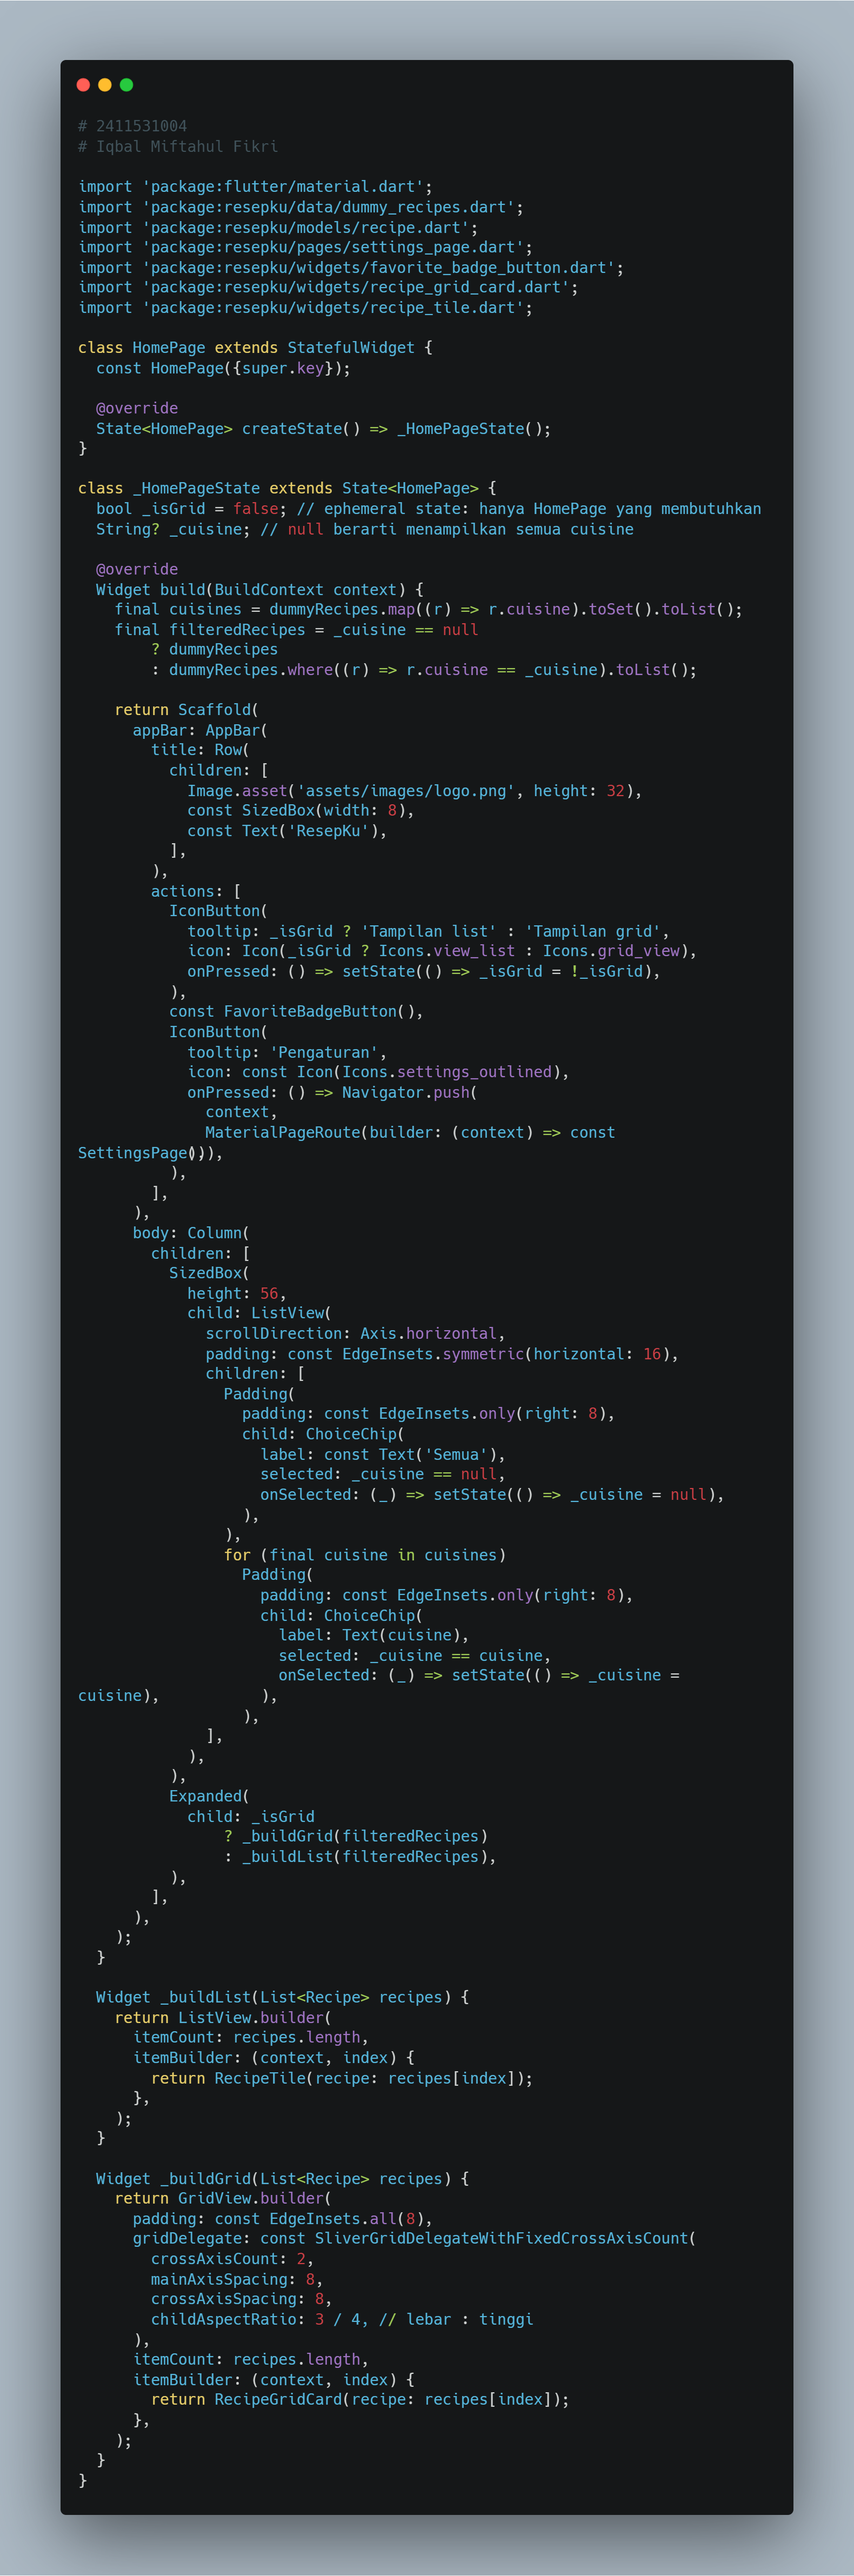 # 2411531004
# Iqbal Miftahul Fikri

import 'package:flutter/material.dart';
import 'package:resepku/data/dummy_recipes.dart';
import 'package:resepku/models/recipe.dart';
import 'package:resepku/pages/settings_page.dart';
import 'package:resepku/widgets/favorite_badge_button.dart';
import 'package:resepku/widgets/recipe_grid_card.dart';
import 'package:resepku/widgets/recipe_tile.dart';

class HomePage extends StatefulWidget {
  const HomePage({super.key});

  @override
  State<HomePage> createState() => _HomePageState();
}

class _HomePageState extends State<HomePage> {
  bool _isGrid = false; // ephemeral state: hanya HomePage yang membutuhkan
  String? _cuisine; // null berarti menampilkan semua cuisine

  @override
  Widget build(BuildContext context) {
    final cuisines = dummyRecipes.map((r) => r.cuisine).toSet().toList();
    final filteredRecipes = _cuisine == null
        ? dummyRecipes
        : dummyRecipes.where((r) => r.cuisine == _cuisine).toList();

    return Scaffold(
      appBar: AppBar(
        title: Row(
          children: [
            Image.asset('assets/images/logo.png', height: 32),
            const SizedBox(width: 8),
            const Text('ResepKu'),
          ],
        ),
        actions: [
          IconButton(
            tooltip: _isGrid ? 'Tampilan list' : 'Tampilan grid',
            icon: Icon(_isGrid ? Icons.view_list : Icons.grid_view),
            onPressed: () => setState(() => _isGrid = !_isGrid),
          ),
          const FavoriteBadgeButton(),
          IconButton(
            tooltip: 'Pengaturan',
            icon: const Icon(Icons.settings_outlined),
            onPressed: () => Navigator.push(
              context,
              MaterialPageRoute(builder: (context) => const
SettingsPage()),
          ),
        ],
      ),
      body: Column(
        children: [
          SizedBox(
            height: 56,
            child: ListView(
              scrollDirection: Axis.horizontal,
              padding: const EdgeInsets.symmetric(horizontal: 16),
              children: [
                Padding(
                  padding: const EdgeInsets.only(right: 8),
                  child: ChoiceChip(
                    label: const Text('Semua'),
                    selected: _cuisine == null,
                    onSelected: (_) => setState(() => _cuisine = null),
                  ),
                ),
                for (final cuisine in cuisines)
                  Padding(
                    padding: const EdgeInsets.only(right: 8),
                    child: ChoiceChip(
                      label: Text(cuisine),
                      selected: _cuisine == cuisine,
                      onSelected: (_) => setState(() => _cuisine =
cuisine),           ),
                  ),
              ],
            ),
          ),
          Expanded(
            child: _isGrid
                ? _buildGrid(filteredRecipes)
                : _buildList(filteredRecipes),
          ),
        ],
      ),
    );
  }

  Widget _buildList(List<Recipe> recipes) {
    return ListView.builder(
      itemCount: recipes.length,
      itemBuilder: (context, index) {
        return RecipeTile(recipe: recipes[index]);
      },
    );
  }

  Widget _buildGrid(List<Recipe> recipes) {
    return GridView.builder(
      padding: const EdgeInsets.all(8),
      gridDelegate: const SliverGridDelegateWithFixedCrossAxisCount(
        crossAxisCount: 2,
        mainAxisSpacing: 8,
        crossAxisSpacing: 8,
        childAspectRatio: 3 / 4, // lebar : tinggi
      ),
      itemCount: recipes.length,
      itemBuilder: (context, index) {
        return RecipeGridCard(recipe: recipes[index]);
      },
    );
  }
}